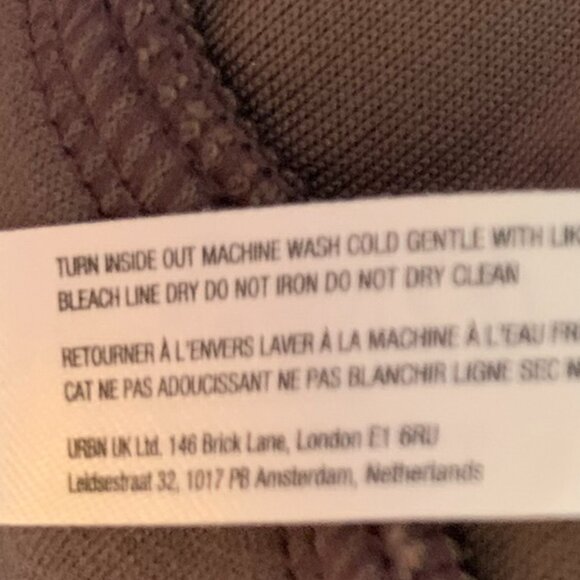 TURN INSIDE OUT MACHINE WASH COLD GENTLE WITH LIK
BLEACH LINE DRY DO NOT IRON DO NOT DRY CLEAN
RETOURNER À L'ENVERS LAVER À LA MACHINE À L'EAU FR
CAT NE PAS ADOUCISSANT NE PAS BLANCHIR LIGNE SEC N
URBN UK Ltd. 146 Brick Lane, London E1 6RU
Leidsestraat 32, 1017 PB Amsterdam, Netherlands